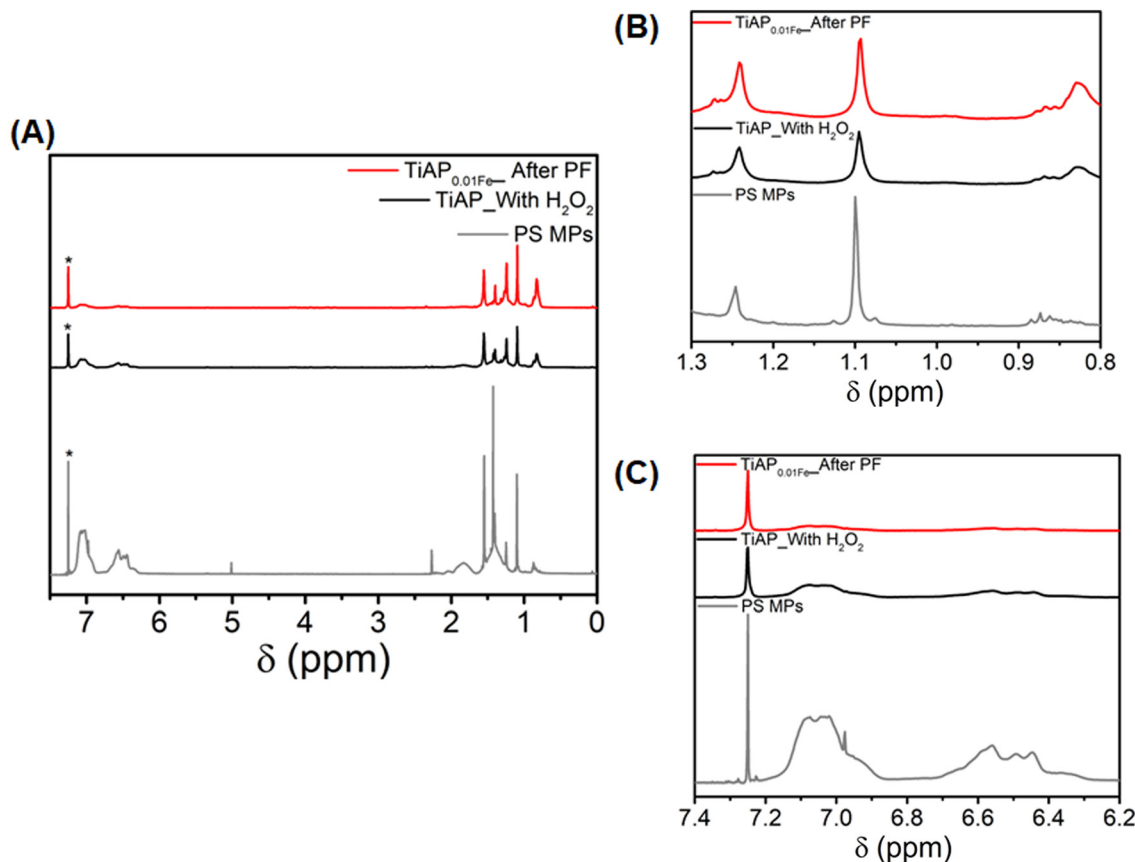 (A)
*
TiAP0.01Fe_ After PF
TiAP_With H2O2
PS MPs
*
*
7 6 5 4 3 2 1 0
δ (ppm)
(B)
TiAP0.01Fe_After PF
TiAP_With H2O2
PS MPs
1.3 1.2 1.1 1.0 0.9 0.8
δ (ppm)
(C)
TiAP0.01Fe_After PF
TiAP_With H2O2
PS MPs
7.4 7.2 7.0 6.8 6.6 6.4 6.2
δ (ppm)